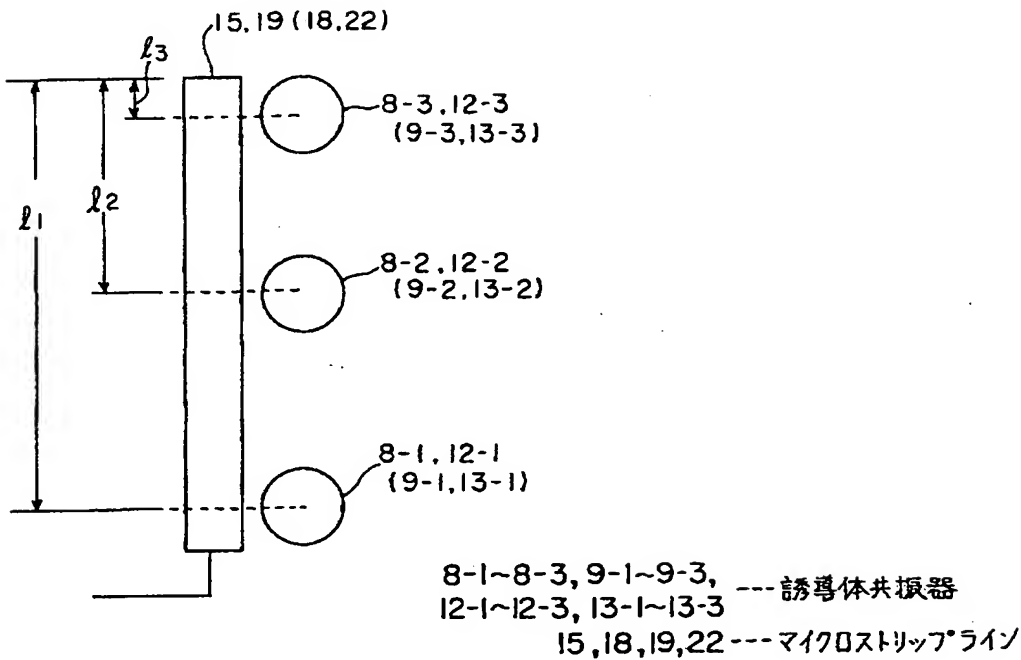 15,19(18,22)
ℓ3
8-3,12-3
(9-3,13-3)
ℓ2
ℓ1
8-2,12-2
(9-2,13-2)
8-1,12-1
(9-1,13-1)
8-1~8-3, 9-1~9-3,
12-1~12-3, 13-1~13-3 ---誘導体共振器
15,18,19,22---マイクロストリップライン